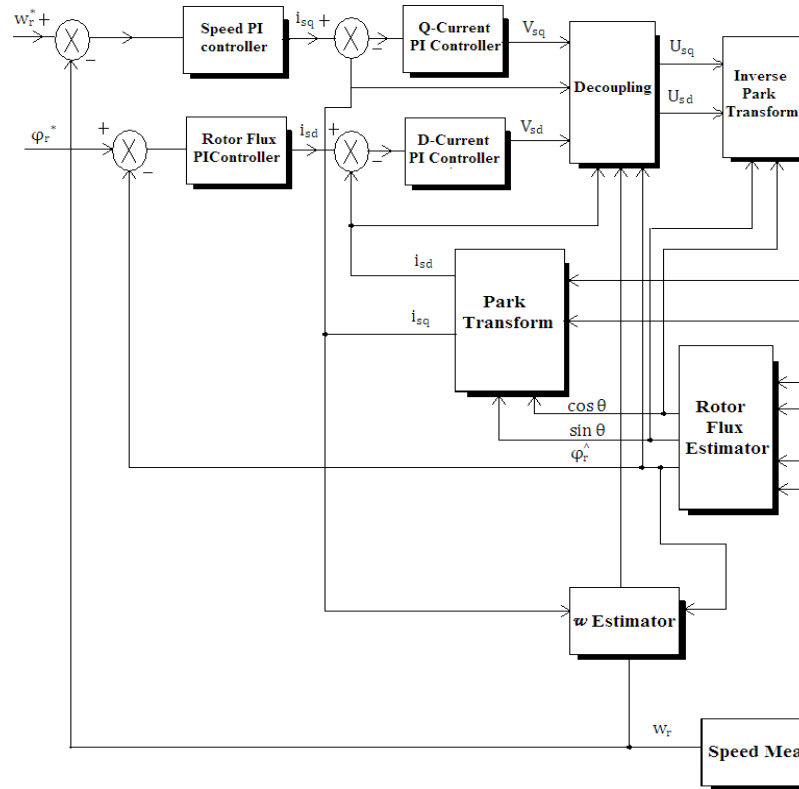 w_r^* +
Speed PI
controller
i_sq +
Q-Current
PI Controller
V_sq
Decoupling
U_sq
U_sd
Inverse
Park
Transform
−
−
φ_r^*
+
Rotor Flux
PIController
i_sd +
D-Current
PI Controller
V_sd
−
−
i_sd
i_sq
Park
Transform
cos θ
sin θ
φ_r^
Rotor
Flux
Estimator
w Estimator
w_r
Speed Mea